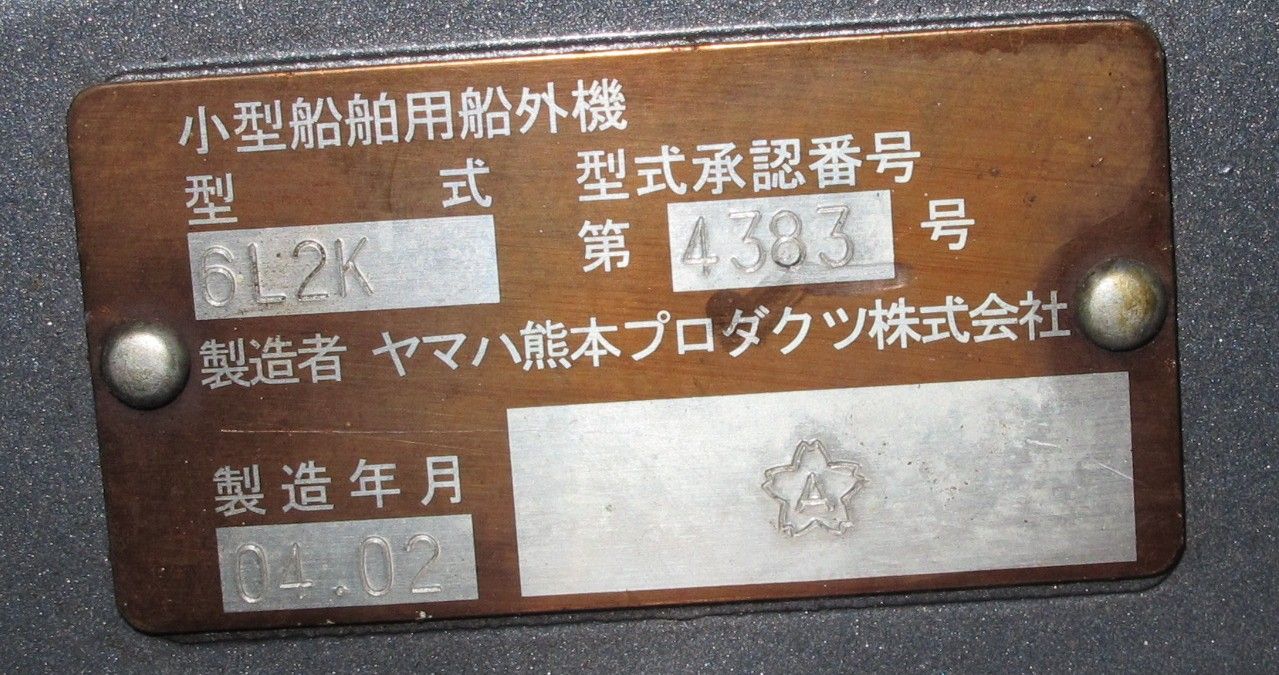 小型船舶用船外機
型 式 型式承認番号
6L2K 第 4383 号
製造者 ヤマハ熊本プロダクツ株式会社
製造年月
04.02
A